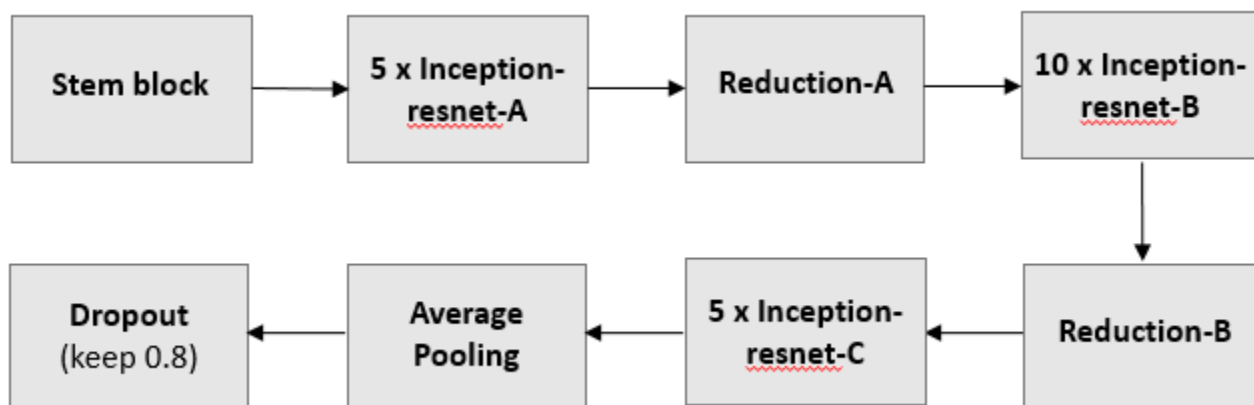 Stem block
5 x Inception-
resnet-A
Reduction-A
10 x Inception-
resnet-B
Reduction-B
5 x Inception-
resnet-C
Average
Pooling
Dropout
(keep 0.8)